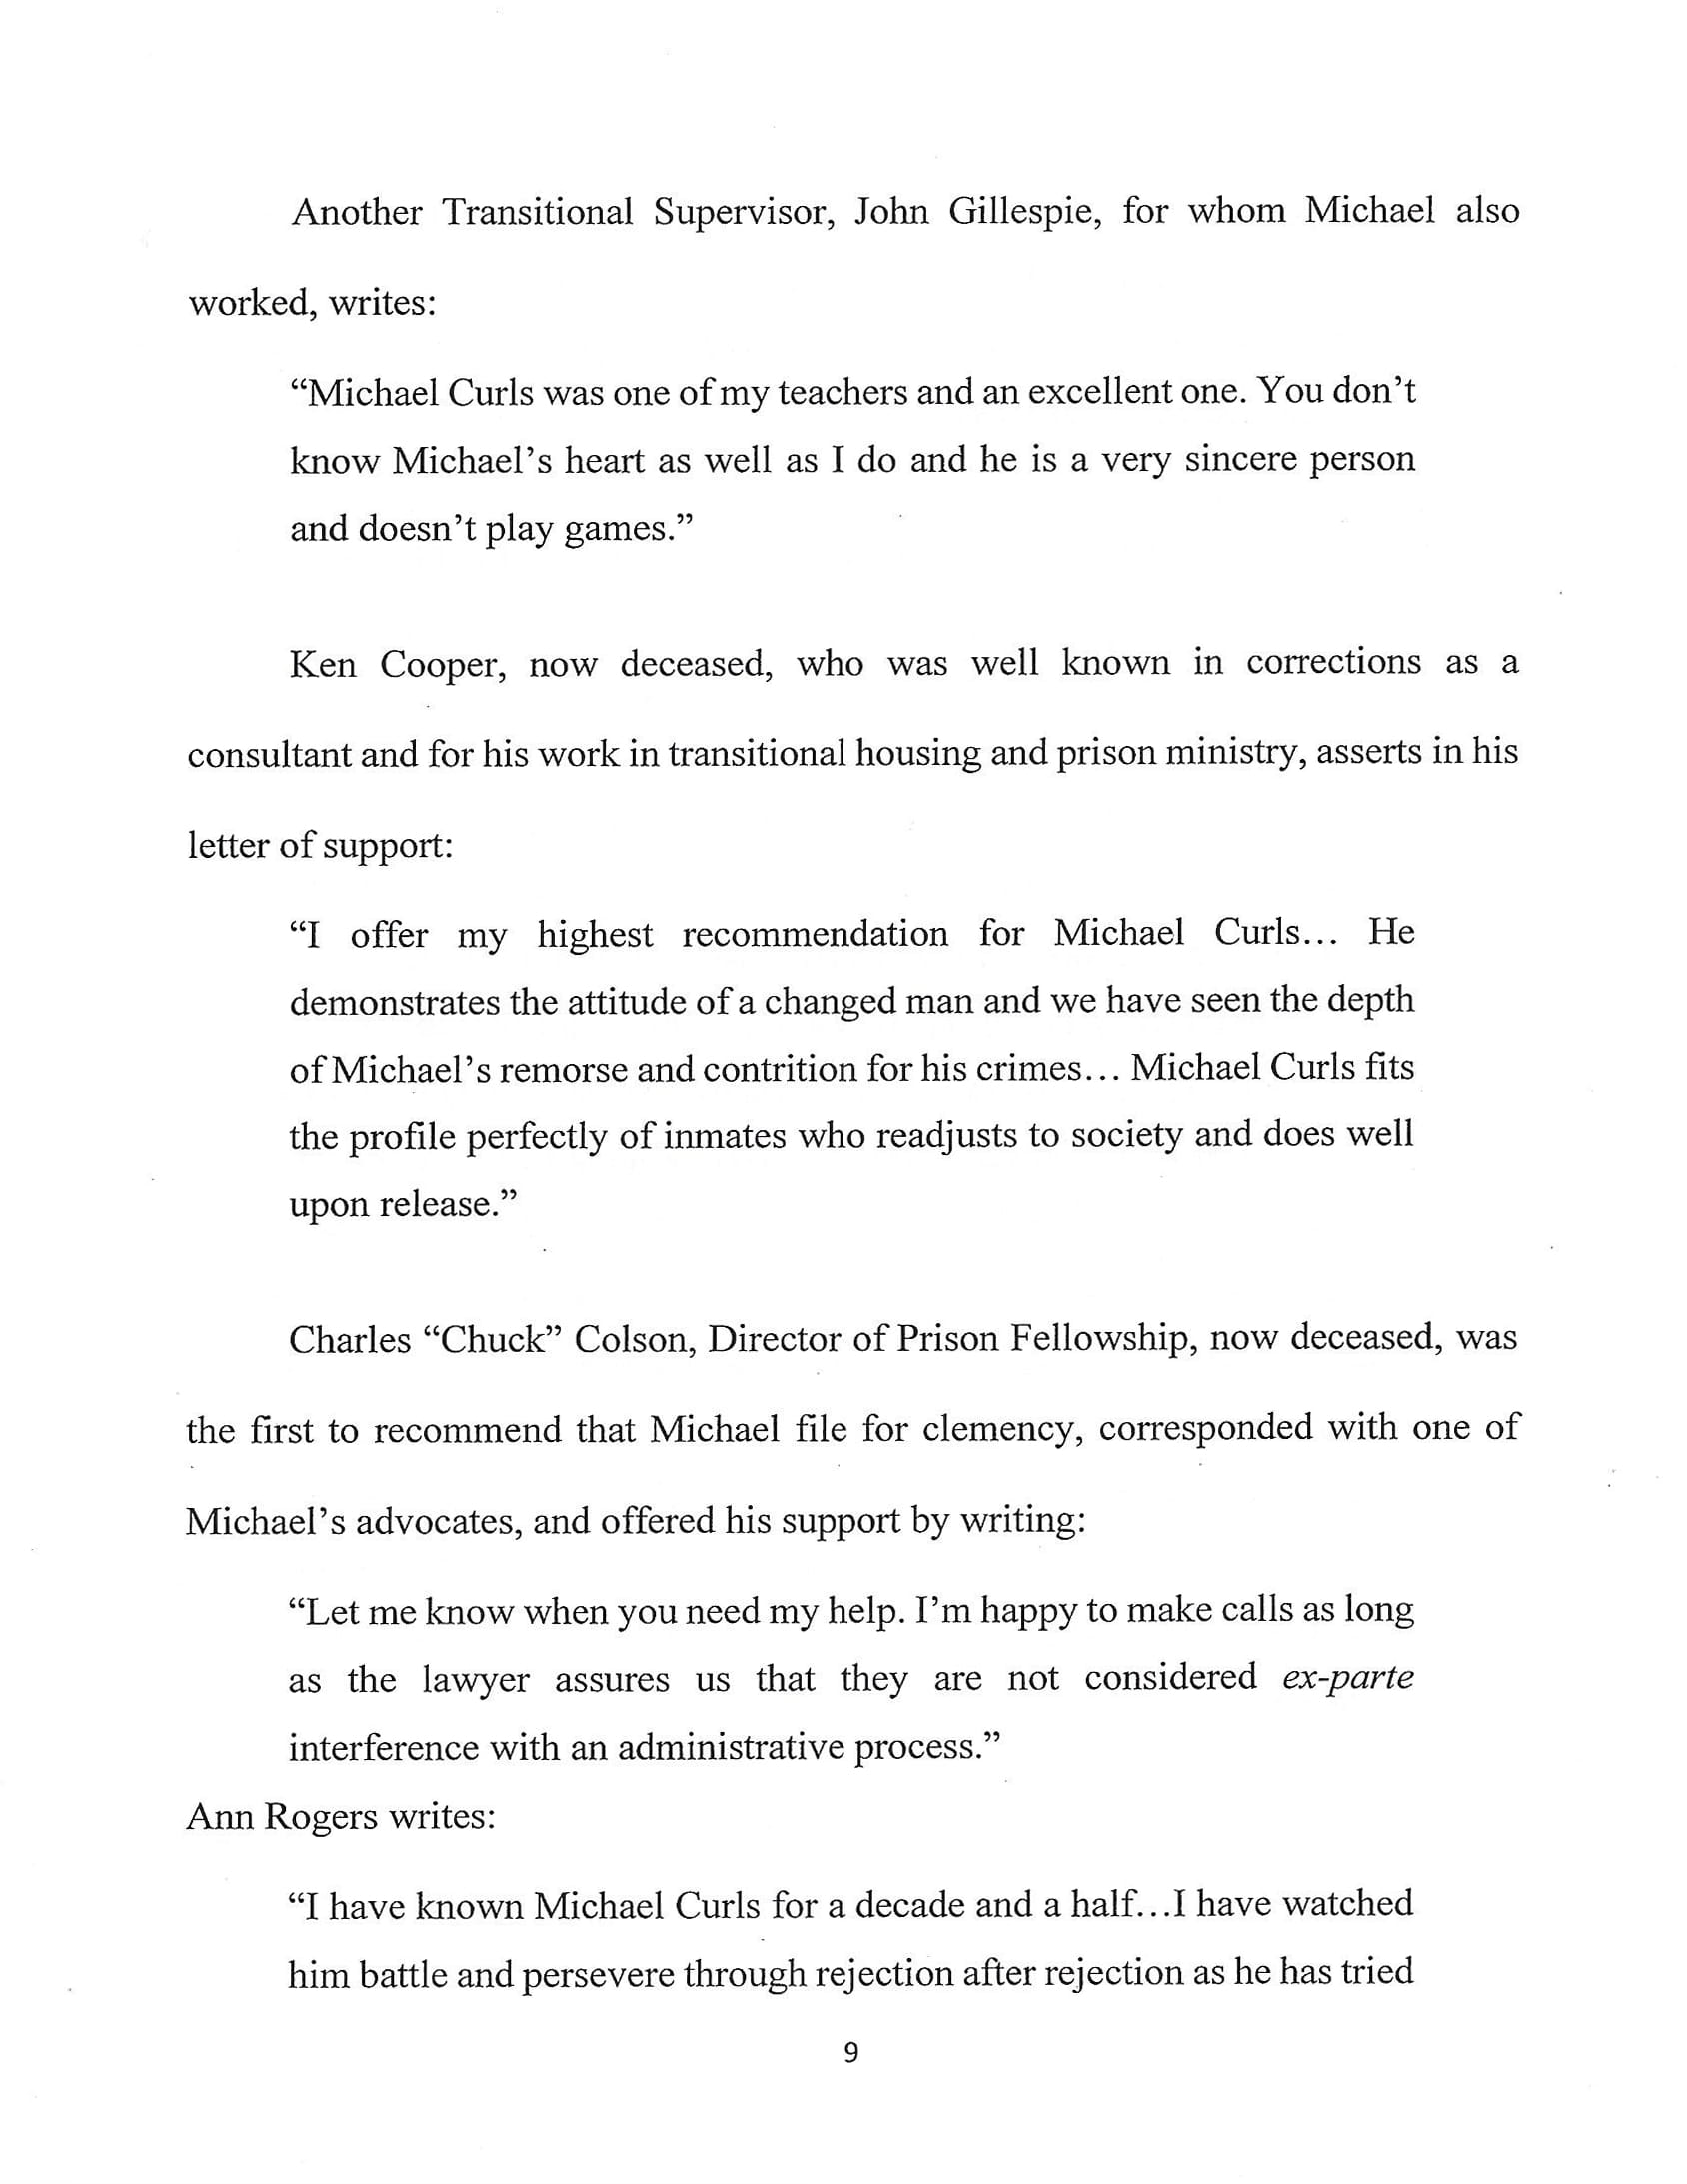 Another Transitional Supervisor, John Gillespie, for whom Michael also
worked, writes:
“Michael Curls was one of my teachers and an excellent one. You don’t
know Michael’s heart as well as I do and he is a very sincere person
and doesn’t play games.”
Ken Cooper, now deceased, who was well known in corrections as a
consultant and for his work in transitional housing and prison ministry, asserts in his
letter of support:
“I offer my highest recommendation for Michael Curls... He
demonstrates the attitude of a changed man and we have seen the depth
of Michael’s remorse and contrition for his crimes... Michael Curls fits
the profile perfectly of inmates who readjusts to society and does well
upon release.”
Charles “Chuck” Colson, Director of Prison Fellowship, now deceased, was
the first to recommend that Michael file for clemency, corresponded with one of
Michael’s advocates, and offered his support by writing:
“Let me know when you need my help. I’m happy to make calls as long
as the lawyer assures us that they are not considered ex-parte
interference with an administrative process.”
Ann Rogers writes:
“I have known Michael Curls for a decade and a half...I have watched
him battle and persevere through rejection after rejection as he has tried
9